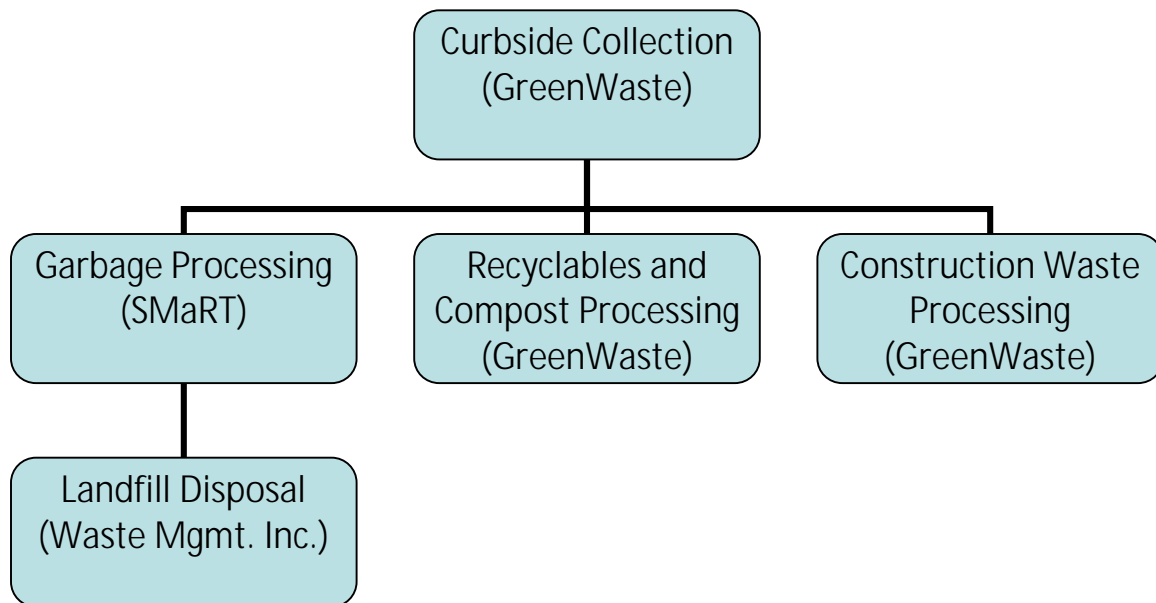 Curbside Collection
(GreenWaste)
Garbage Processing
(SMaRT)
Recyclables and
Compost Processing
(GreenWaste)
Construction Waste
Processing
(GreenWaste)
Landfill Disposal
(Waste Mgmt. Inc.)